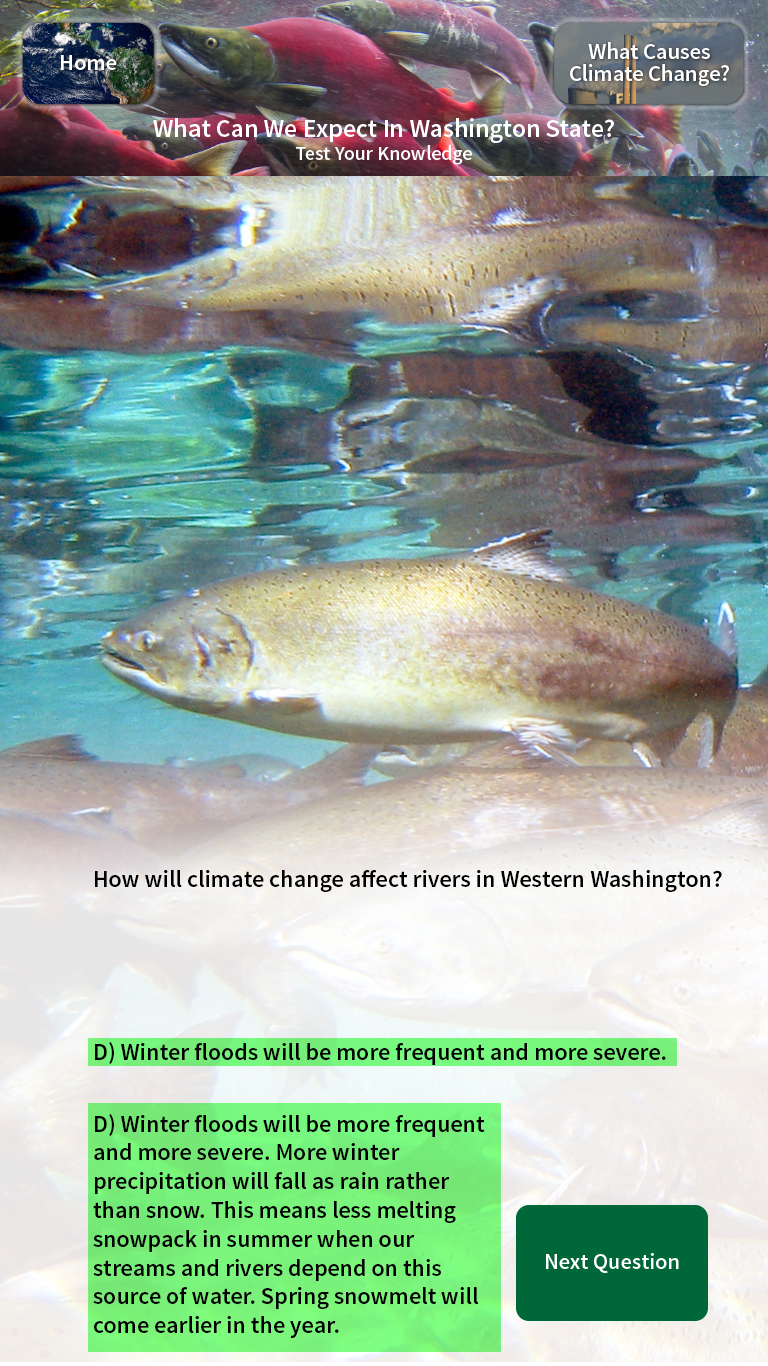 Home
What Causes
Climate Change?
What Can We Expect In Washington State?
Test Your Knowledge
How will climate change affect rivers in Western Washington?
D) Winter floods will be more frequent and more severe.
D) Winter floods will be more frequent
and more severe. More winter
precipitation will fall as rain rather
than snow. This means less melting
snowpack in summer when our
streams and rivers depend on this
source of water. Spring snowmelt will
come earlier in the year.
Next Question